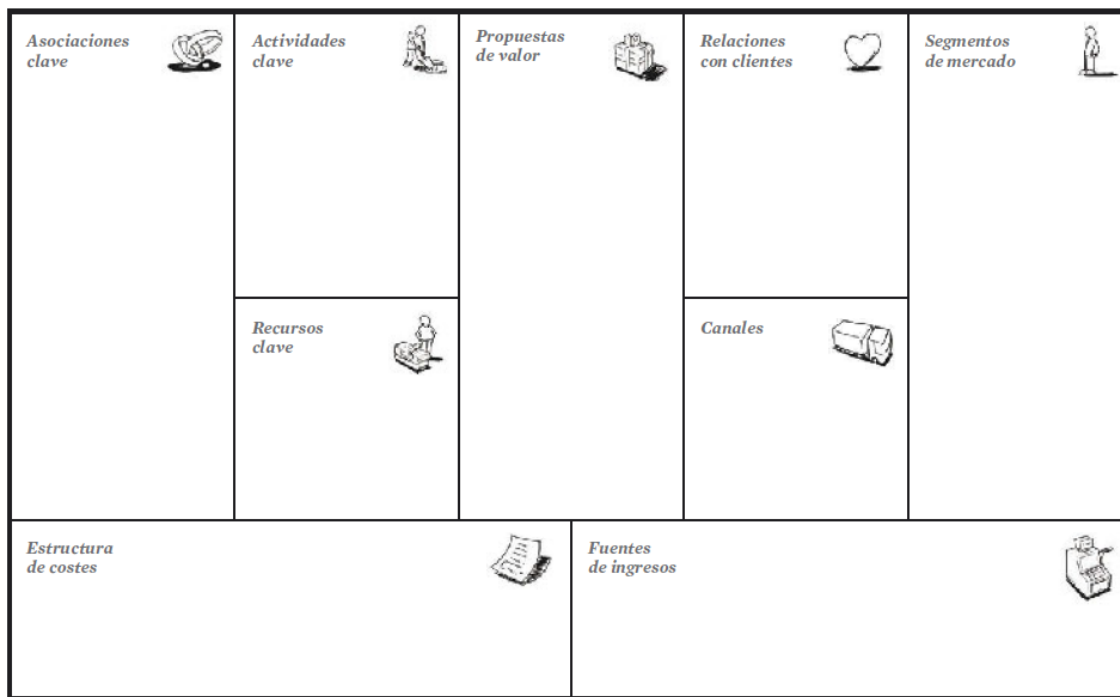 Asociaciones
clave
Actividades
clave
Propuestas
de valor
Relaciones
con clientes
Segmentos
de mercado
Recursos
clave
Canales
Estructura
de costes
Fuentes
de ingresos